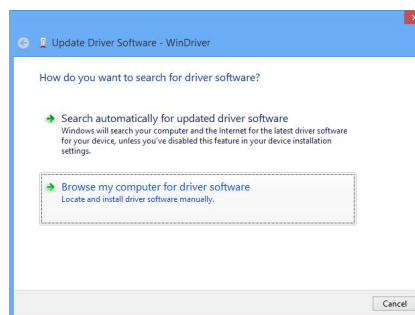 Update Driver Software - WinDriver
How do you want to search for driver software?
Search automatically for updated driver software
Windows will search your computer and the Internet for the latest driver software
for your device, unless you've disabled this feature in your device installation
settings.
Browse my computer for driver software
Locate and install driver software manually.
Cancel